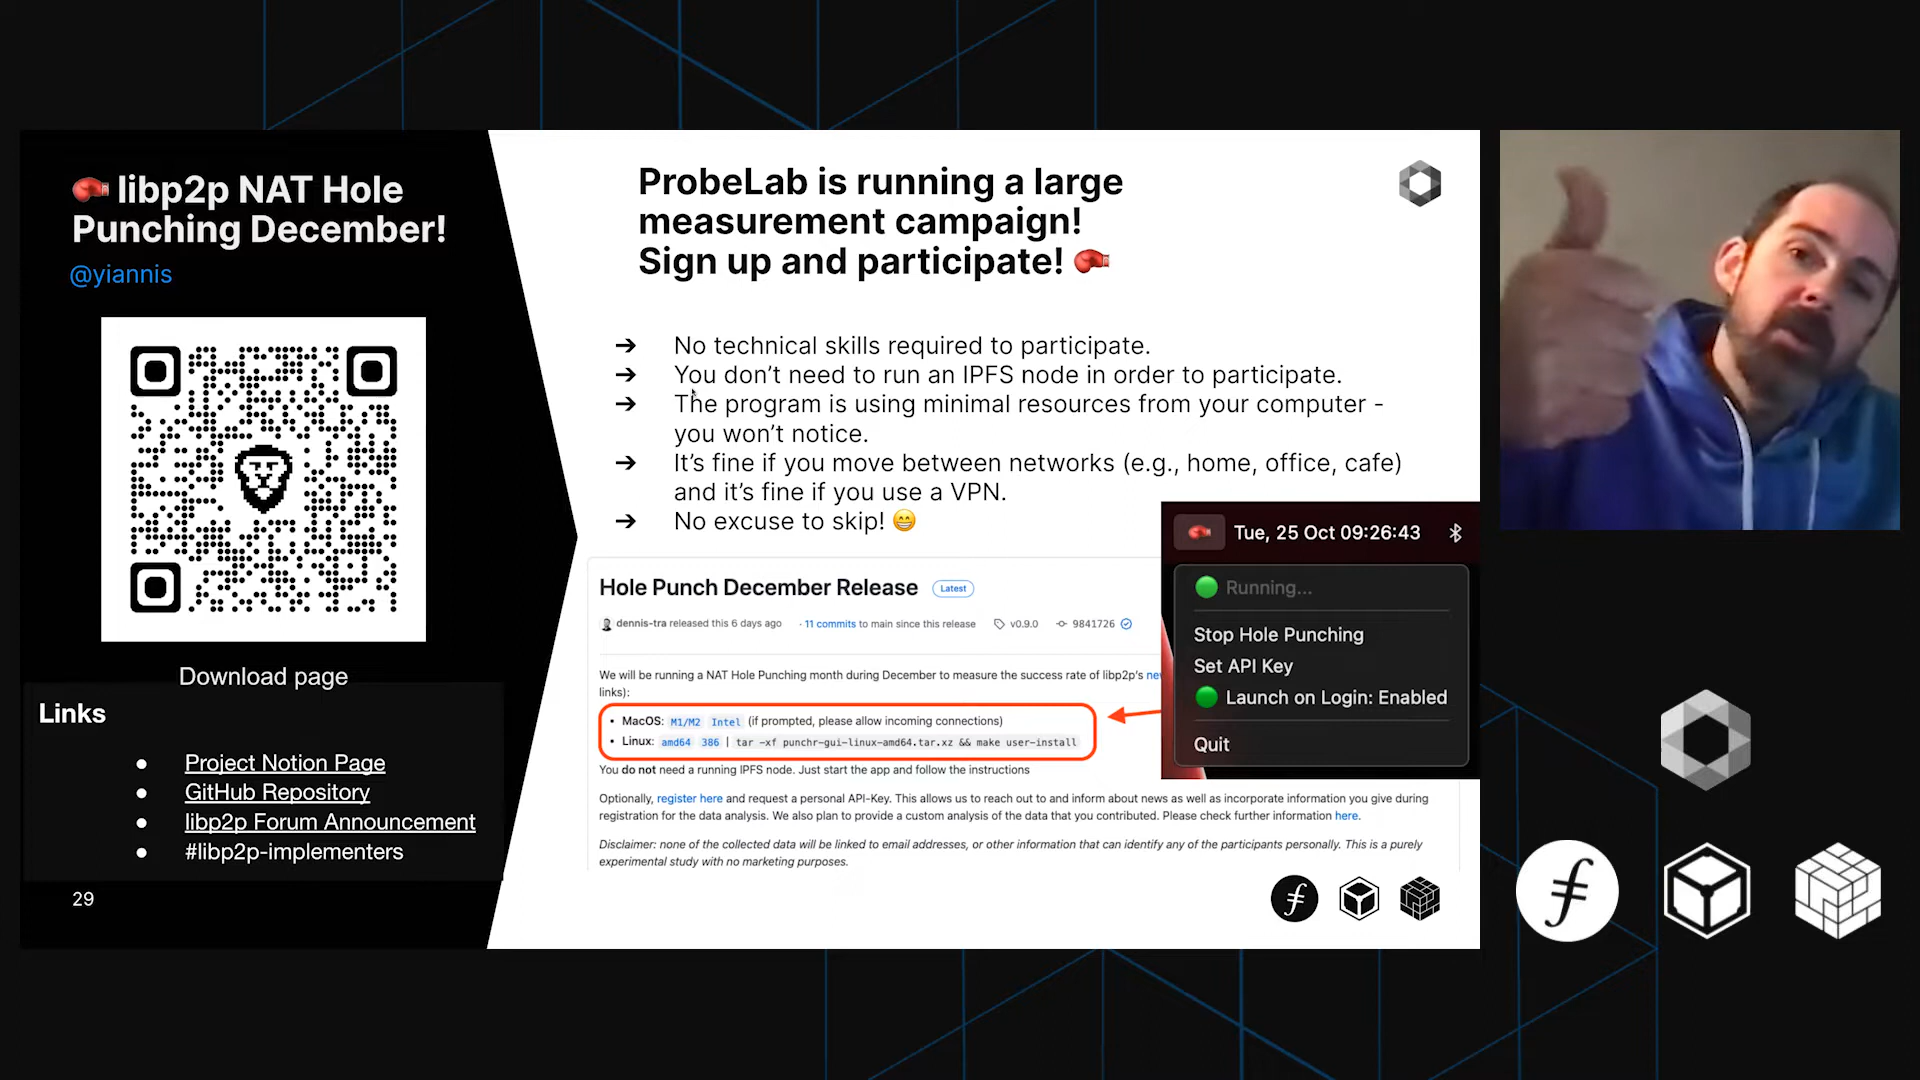 libp2p NAT Hole
Punching December!
@yiannis
Download page
Links
Project Notion Page
GitHub Repository
libp2p Forum Announcement
#libp2p-implementers
29
ProbeLab is running a large
measurement campaign!
Sign up and participate!
No technical skills required to participate.
You don't need to run an IPFS node in order to participate.
The program is using minimal resources from your computer -
you won't notice.
It's fine if you move between networks (e.g., home, office, cafe)
and it's fine if you use a VPN.
No excuse to skip!
Hole Punch December Release Latest
dennis-tra released this 6 days ago · 11 commits to main since this release v0.9.0 9841726
We will be running a NAT Hole Punching month during December to measure the success rate of libp2p's
links):
• MacOS: M1/M2 Intel (if prompted, please allow incoming connections)
• Linux: amd64 386 | tar -xf punchr-gui-linux-amd64.tar.xz && make user-install
You do not need a running IPFS node. Just start the app and follow the instructions
Optionally, register here and request a personal API-Key. This allows us to reach out to and inform about news as well as incorporate information you give during
registration for the data analysis. We also plan to provide a custom analysis of the data that you contributed. Please check further information here.
Disclaimer: none of the collected data will be linked to email addresses, or other information that can identify any of the participants personally. This is a purely
experimental study with no marketing purposes.
Tue, 25 Oct 09:26:43
Running...
Stop Hole Punching
Set API Key
Launch on Login: Enabled
Quit